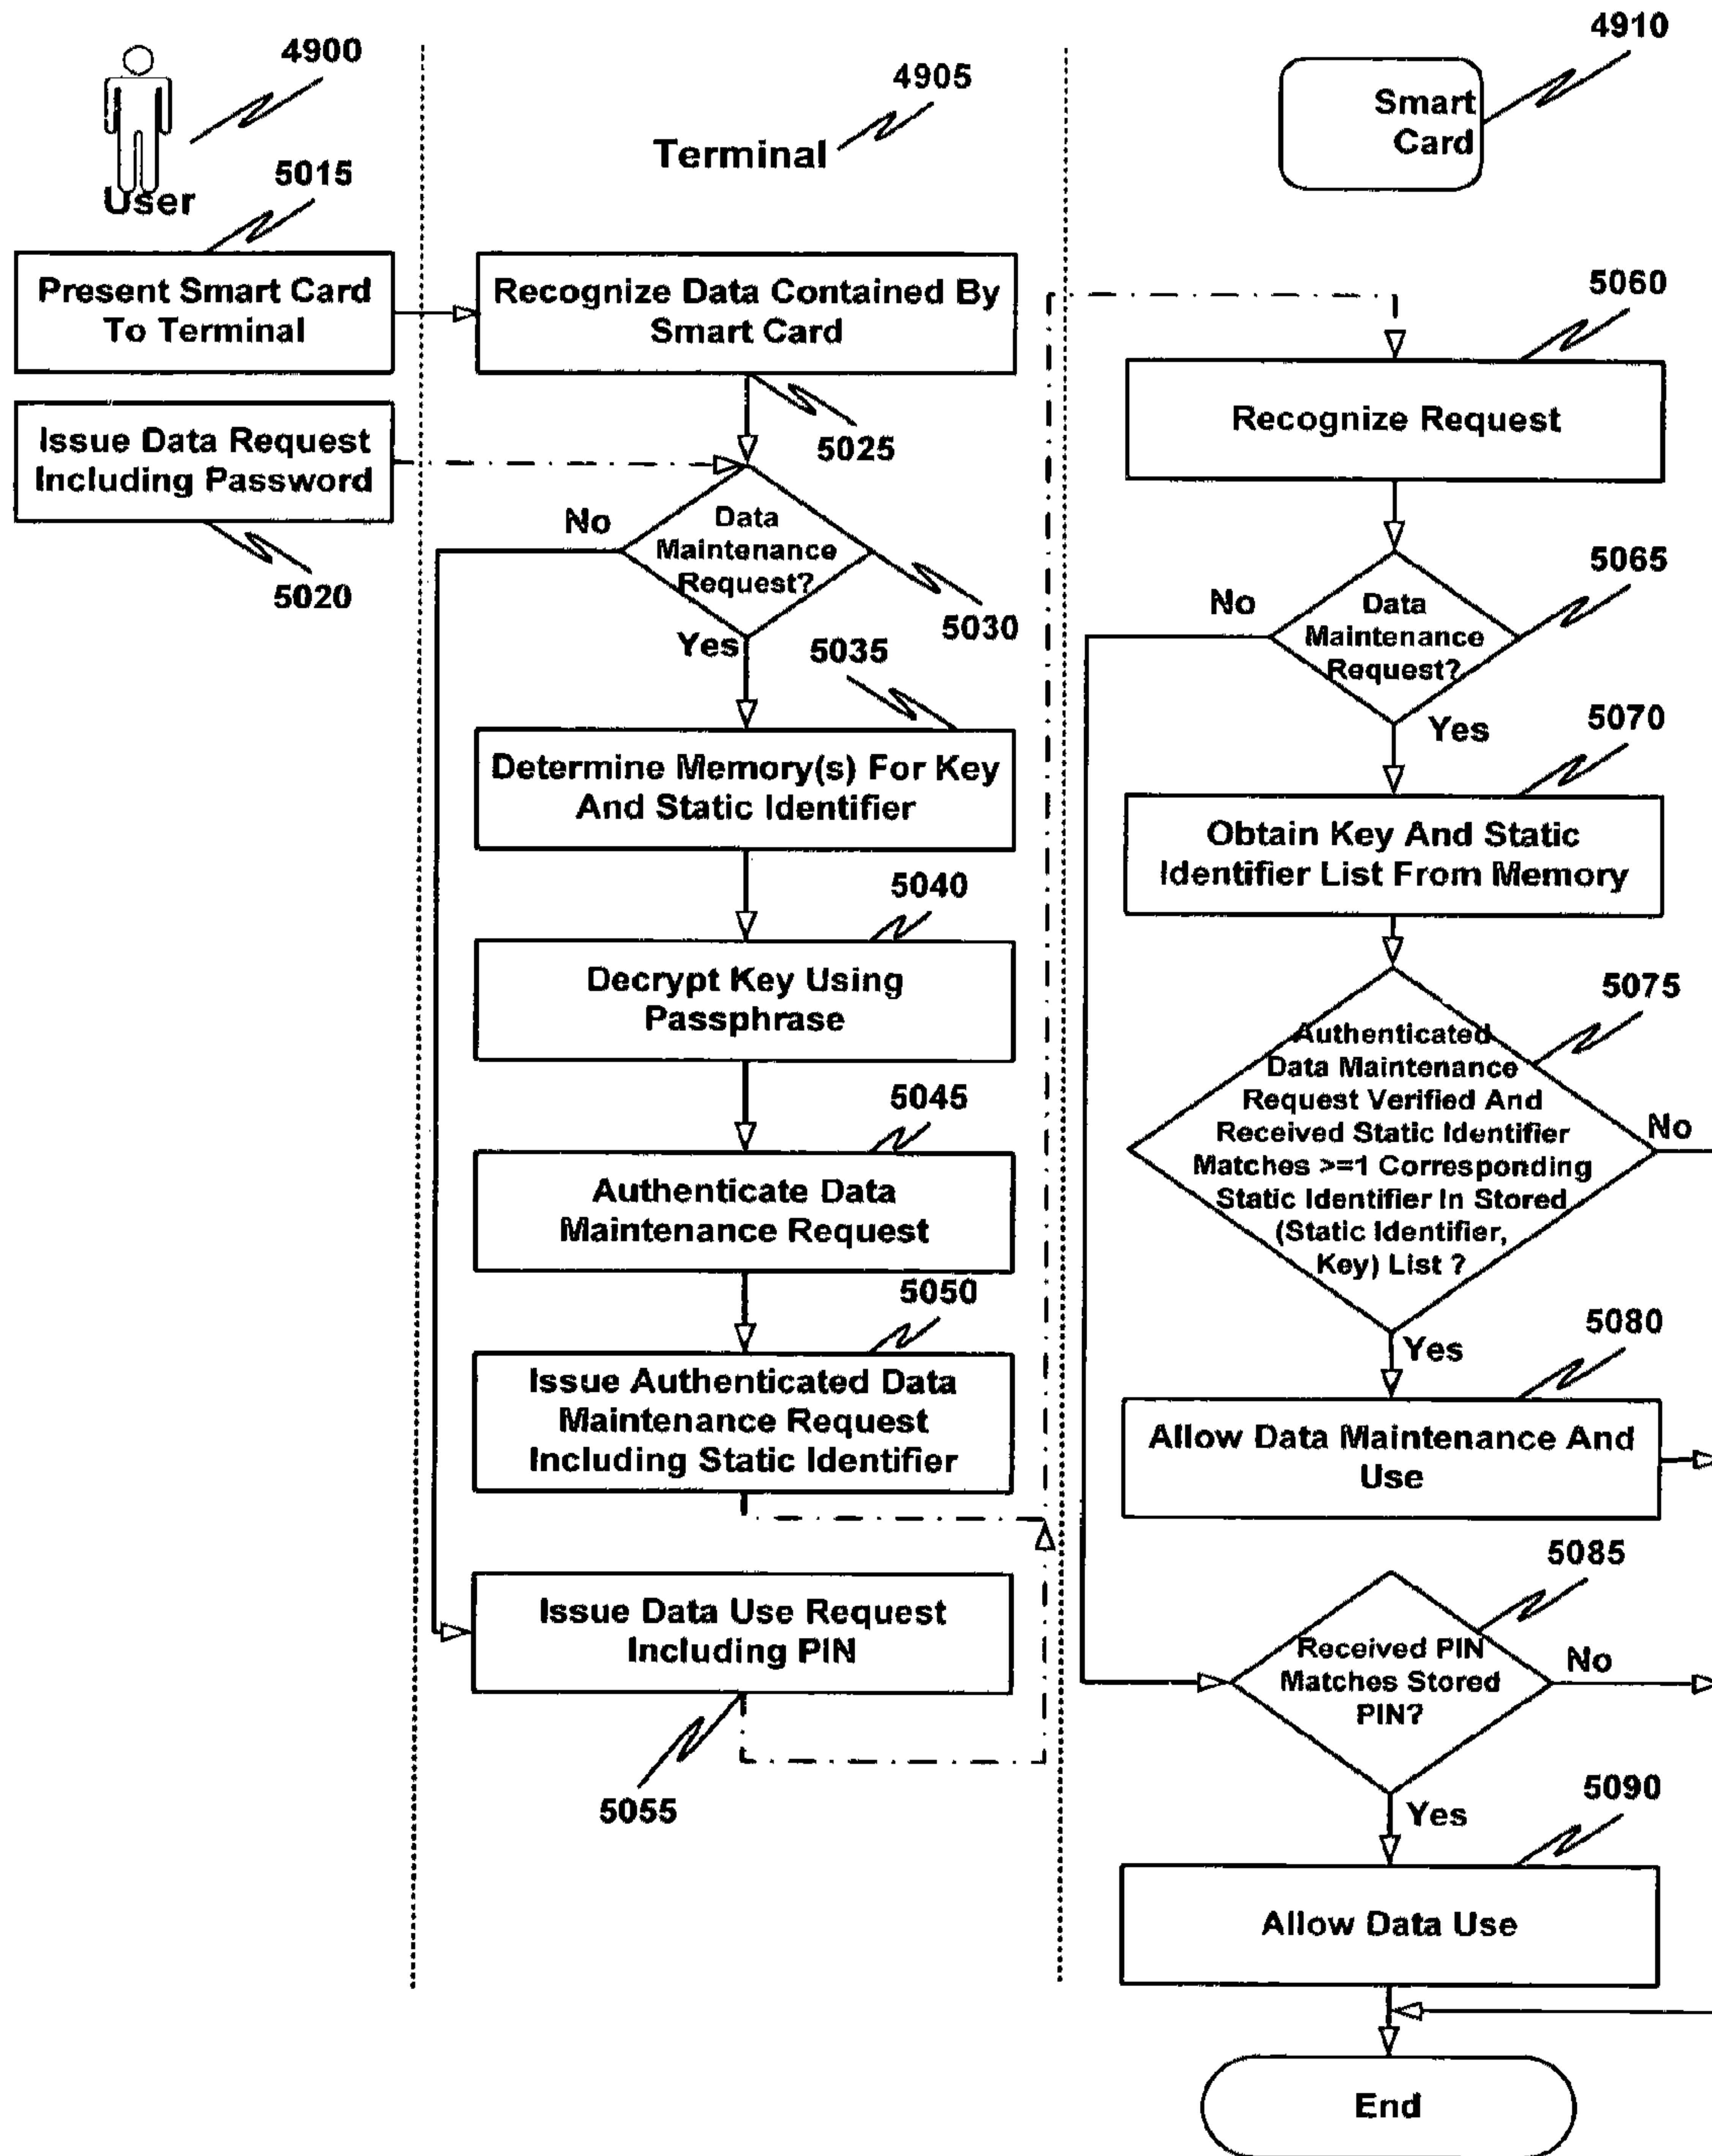 4900
User
5015
Present Smart Card
To Terminal
Issue Data Request
Including Password
5020
4905
Terminal
Recognize Data Contained By
Smart Card
5025
No
Data
Maintenance
Request?
5030
Yes
5035
Determine Memory(s) For Key
And Static Identifier
5040
Decrypt Key Using
Passphrase
5045
Authenticate Data
Maintenance Request
5050
Issue Authenticated Data
Maintenance Request
Including Static Identifier
Issue Data Use Request
Including PIN
5055
4910
Smart
Card
5060
Recognize Request
5065
No
Data
Maintenance
Request?
Yes
5070
Obtain Key And Static
Identifier List From Memory
5075
Authenticated
Data Maintenance
Request Verified And
Received Static Identifier
Matches >=1 Corresponding
Static Identifier In Stored
(Static Identifier,
Key) List ?
No
Yes
5080
Allow Data Maintenance And
Use
5085
Received PIN
Matches Stored
PIN?
No
Yes
5090
Allow Data Use
End